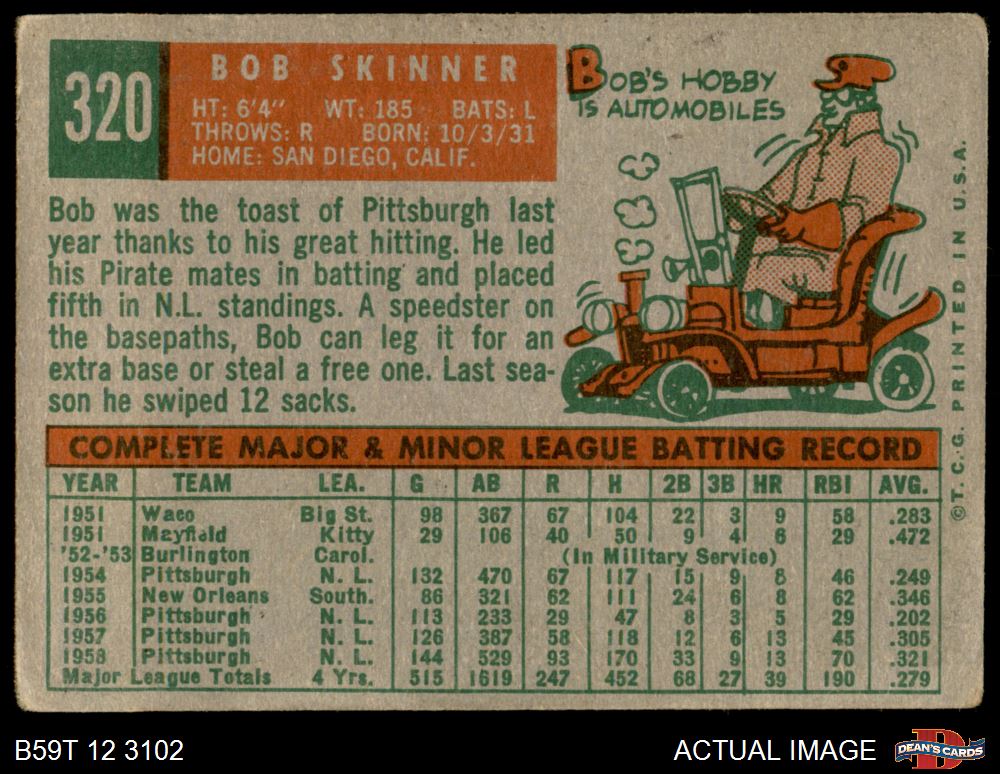 320
BOB SKINNER
HT: 6'4" WT: 185 BATS: L
THROWS: R BORN: 10/3/31
HOME: SAN DIEGO, CALIF.
BOB'S HOBBY
IS AUTOMOBILES
Bob was the toast of Pittsburgh last
year thanks to his great hitting. He led
his Pirate mates in batting and placed
fifth in N.L. standings. A speedster on
the basepaths, Bob can leg it for an
extra base or steal a free one. Last sea-
son he swiped 12 sacks.
COMPLETE MAJOR & MINOR LEAGUE BATTING RECORD
YEAR TEAM LEA. G AB R H 2B 3B HR RBI AVG.
1951 Waco Big St. 98 367 67 104 22 3 9 58 .283
1951 Mayfield Kitty 29 106 40 50 9 4 6 29 .472
'52-'53 Burlington Carol. (In Military Service)
1954 Pittsburgh N. L. 132 470 67 117 15 9 8 46 .249
1955 New Orleans South. 86 321 62 111 24 6 8 62 .346
1956 Pittsburgh N. L. 113 233 29 47 8 3 5 29 .202
1957 Pittsburgh N. L. 126 387 58 118 12 6 13 45 .305
1958 Pittsburgh N. L. 144 529 93 170 33 9 13 70 .321
Major League Totals 4 Yrs. 515 1619 247 452 68 27 39 190 .279
©T. C. G. PRINTED IN U.S.A.
B59T 12 3102
ACTUAL IMAGE
DEAN'S CARDS